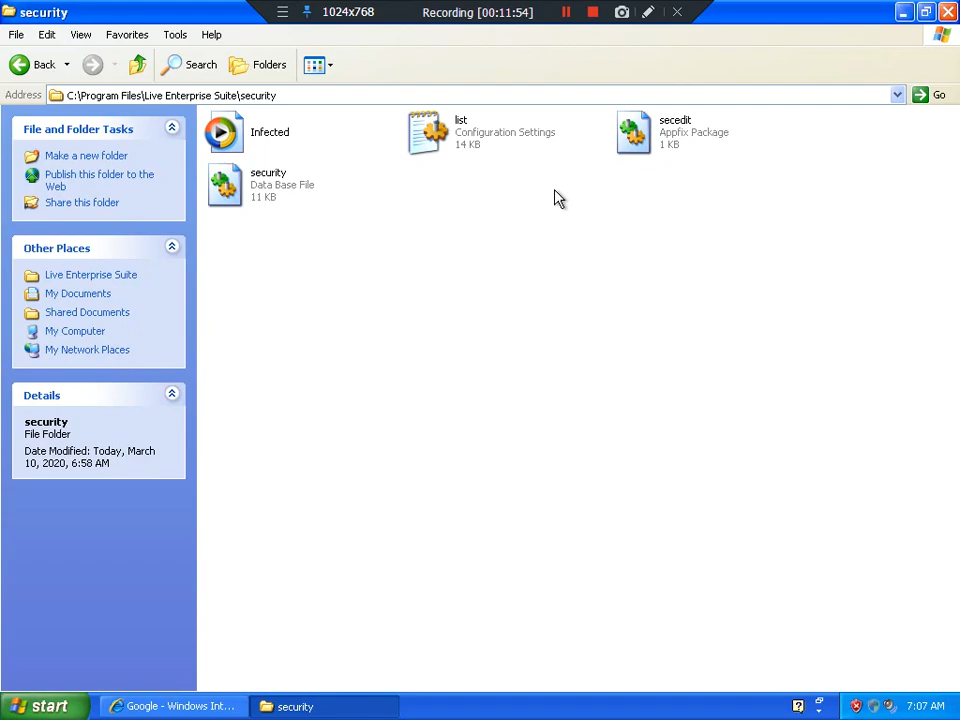 security
1024x768
Recording [00:11:54]
File Edit View Favorites Tools Help
Back Search Folders
Address C:\Program Files\Live Enterprise Suite\security Go
File and Folder Tasks
Make a new folder
Publish this folder to the
Web
Share this folder
Other Places
Live Enterprise Suite
My Documents
Shared Documents
My Computer
My Network Places
Details
security
File Folder
Date Modified: Today, March
10, 2020, 6:58 AM
Infected
list
Configuration Settings
14 KB
secedit
Appfix Package
1 KB
security
Data Base File
11 KB
start
Google - Windows Int...
security
7:07 AM